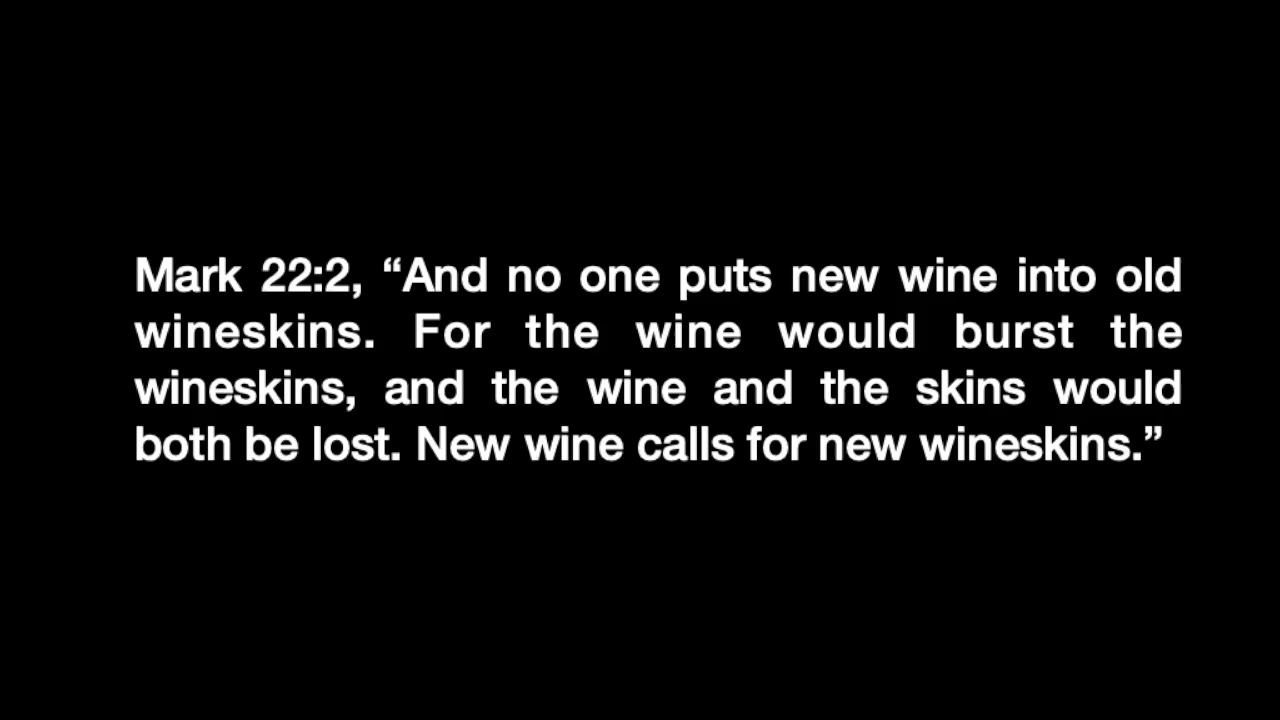 Mark 22:2, “And no one puts new wine into old
wineskins. For the wine would burst the
wineskins, and the wine and the skins would
both be lost. New wine calls for new wineskins.”